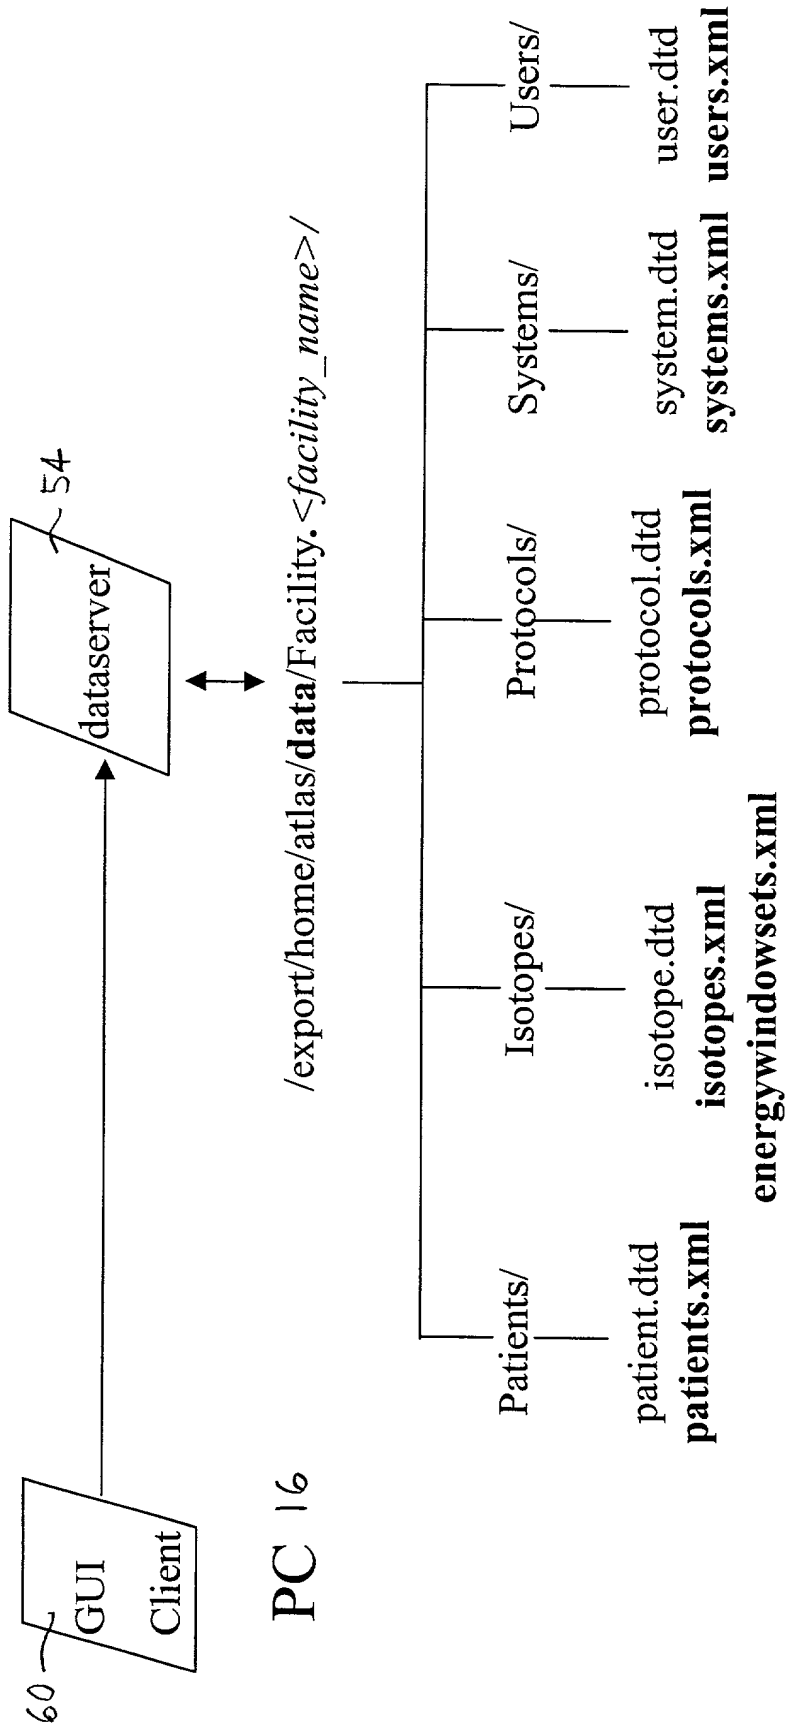 60
GUI
Client
PC 16
dataserver
54
/export/home/atlas/data/Facility.<facility_name>/
Patients/
patient.dtd
patients.xml
Isotopes/
isotope.dtd
isotopes.xml
energywindowsets.xml
Protocols/
protocol.dtd
protocols.xml
Systems/
system.dtd
systems.xml
Users/
user.dtd
users.xml